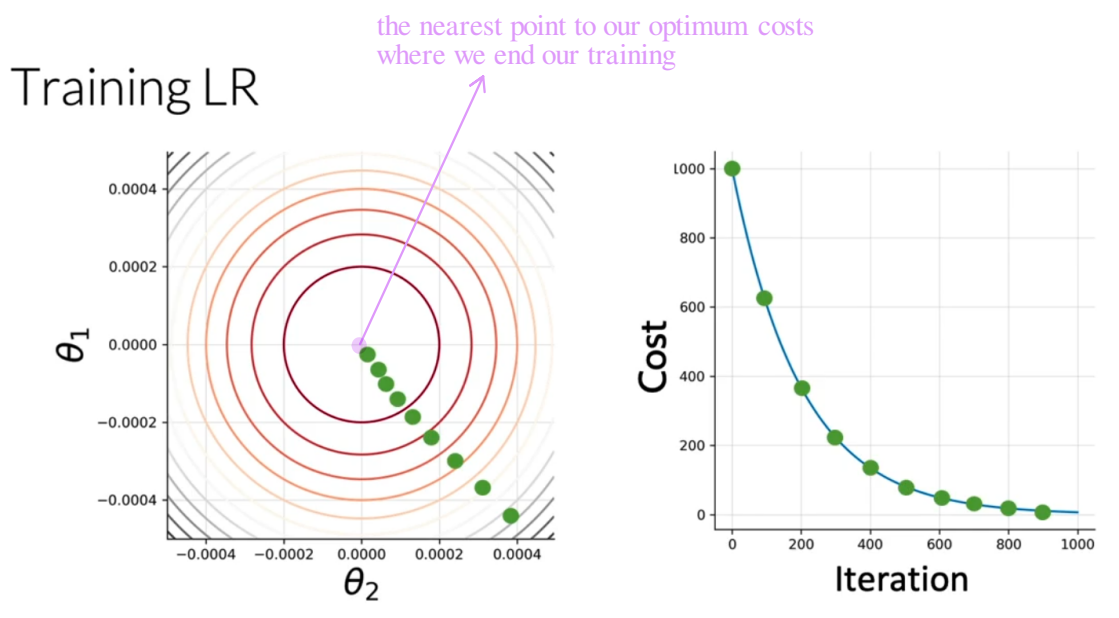 the nearest point to our optimum costs
where we end our training
Training LR
0.0004
0.0002
0.0000
−0.0002
−0.0004
θ1
−0.0004 −0.0002 0.0000 0.0002 0.0004
θ2
1000
800
600
400
200
0
Cost
0 200 400 600 800 1000
Iteration